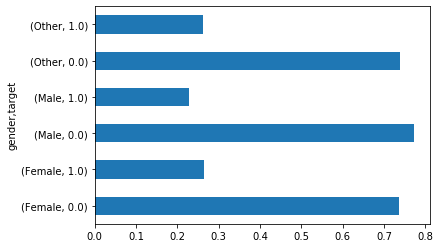 gender,target
(Other, 1.0)
(Other, 0.0)
(Male, 1.0)
(Male, 0.0)
(Female, 1.0)
(Female, 0.0)
0.0 0.1 0.2 0.3 0.4 0.5 0.6 0.7 0.8